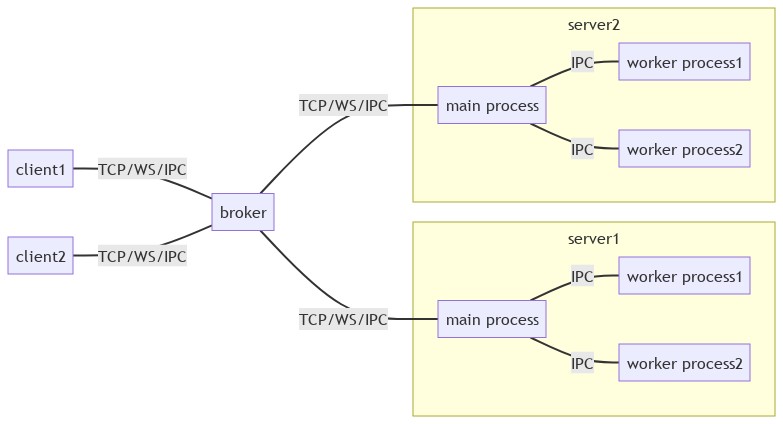 server2
IPC
worker process1
TCP/WS/IPC
main process
IPC
worker process2
client1
TCP/WS/IPC
broker
client2
TCP/WS/IPC
server1
IPC
worker process1
TCP/WS/IPC
main process
IPC
worker process2